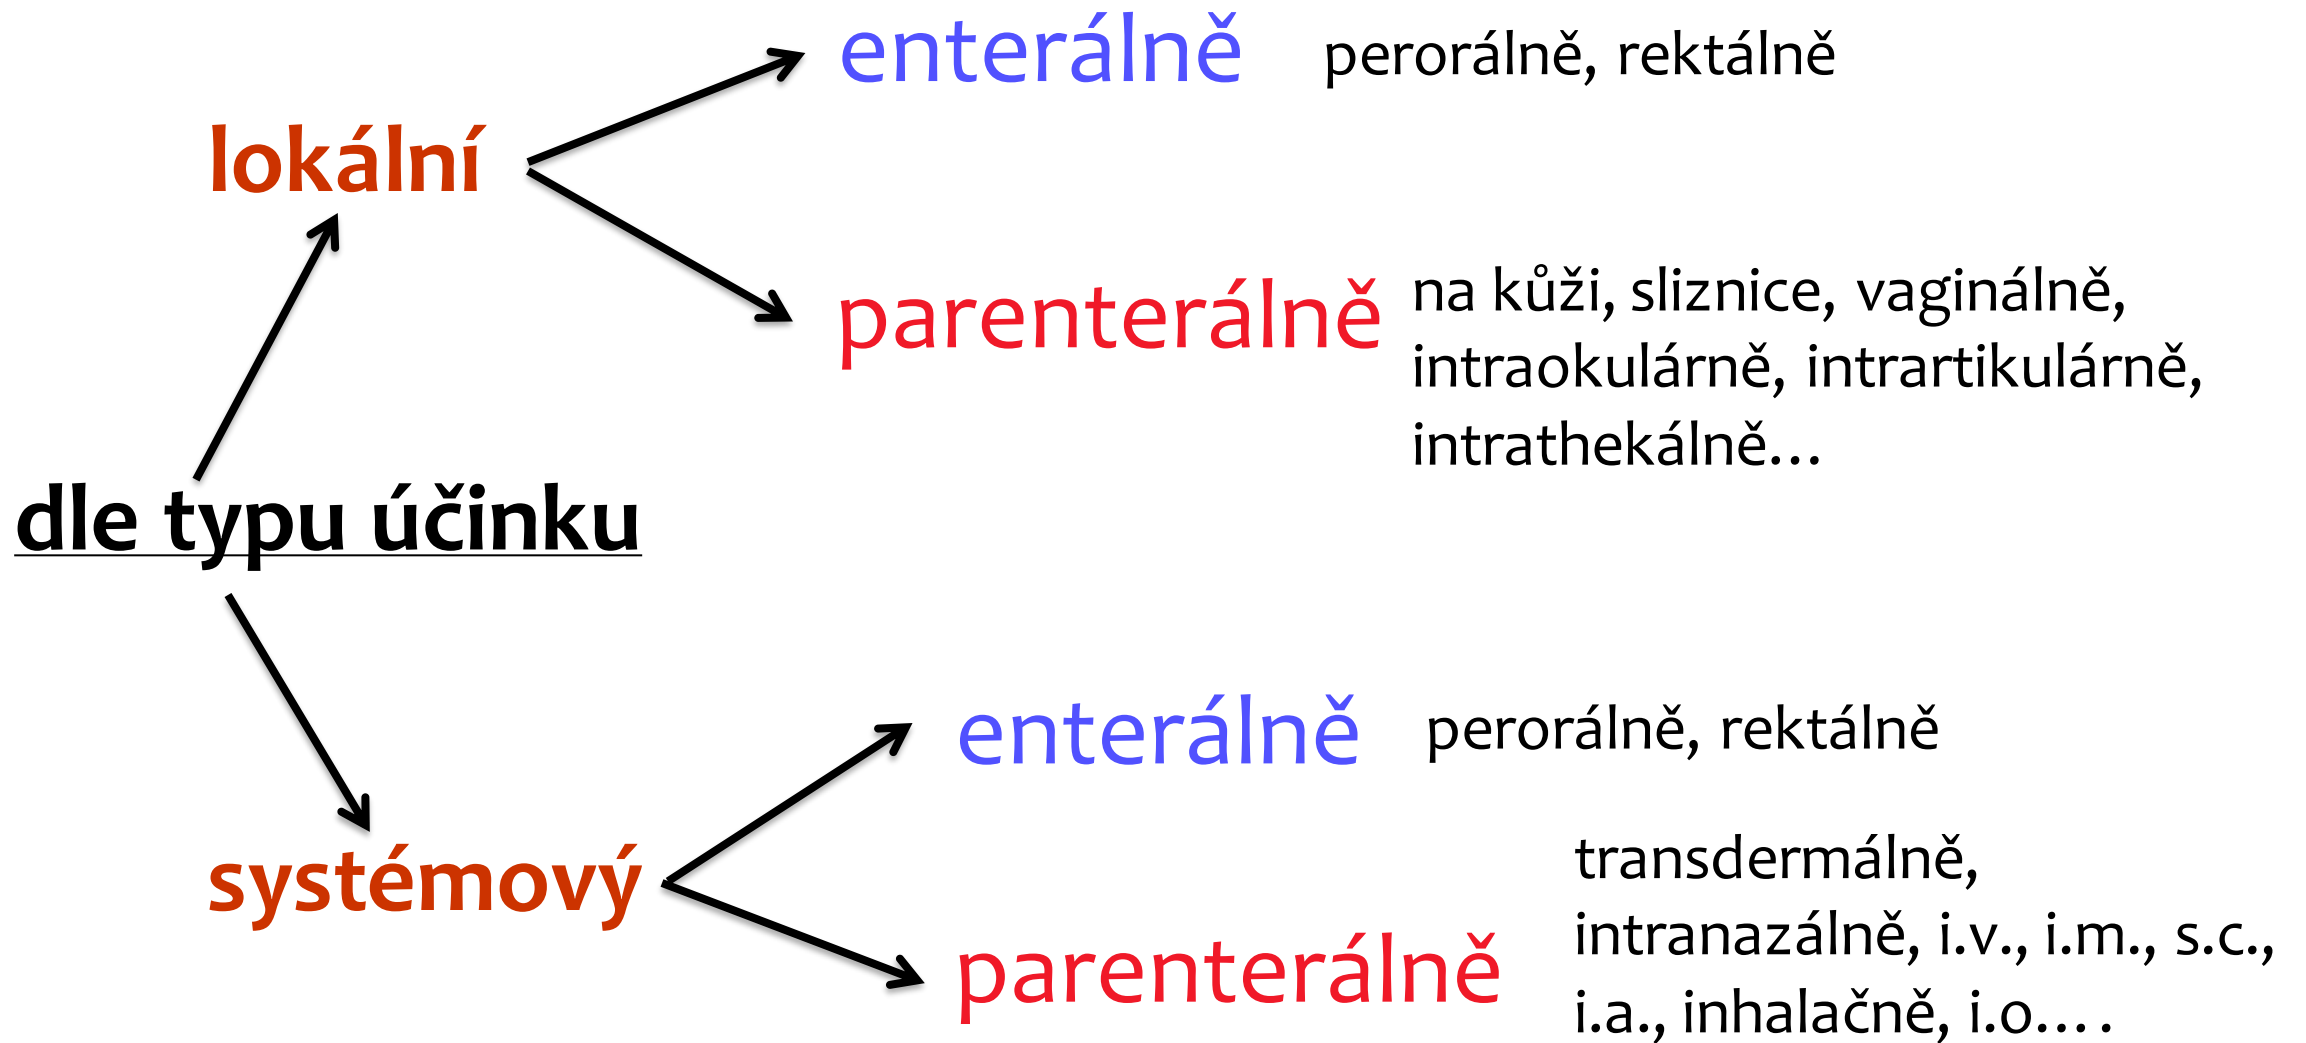 enterálně perorálně, rektálně
lokální
parenterálně na kůži, sliznice, vaginálně,
intraokulárně, intrartikulárně,
intrathekálně...
dle typu účinku
enterálně perorálně, rektálně
systémový
transdermálně,
parenterálně intranazálně, i.v., i.m., s.c.,
i.a., inhalačně, i.o....